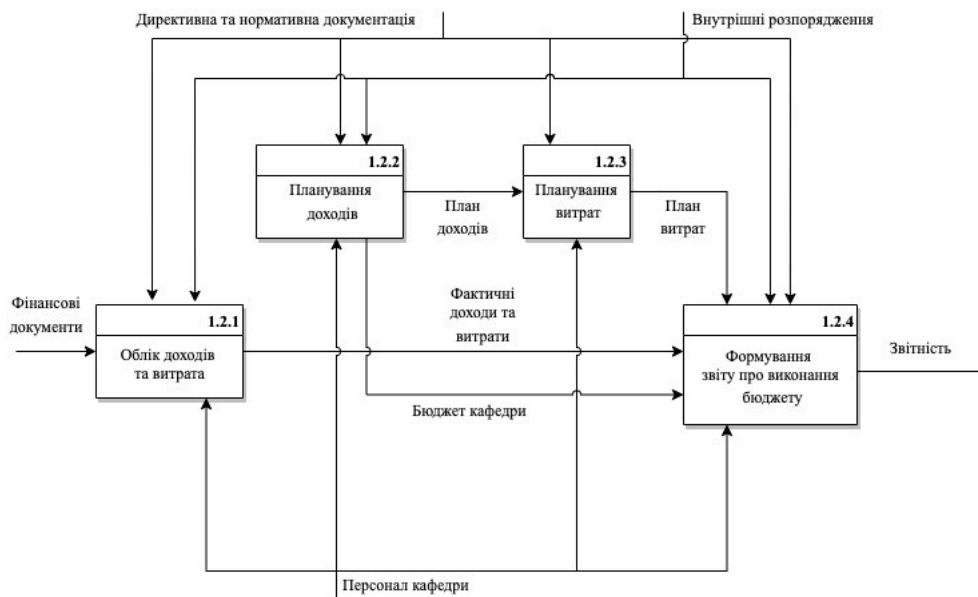 Директивна та нормативна документація
Внутрішні розпорядження
1.2.2
Планування
доходів
План
доходів
1.2.3
Планування
витрат
План
витрат
Фінансові
документи
1.2.1
Облік доходів
та витрата
Фактичні
доходи та
витрати
Бюджет кафедри
1.2.4
Формування
звіту про виконання
бюджету
Звітність
Персонал кафедри